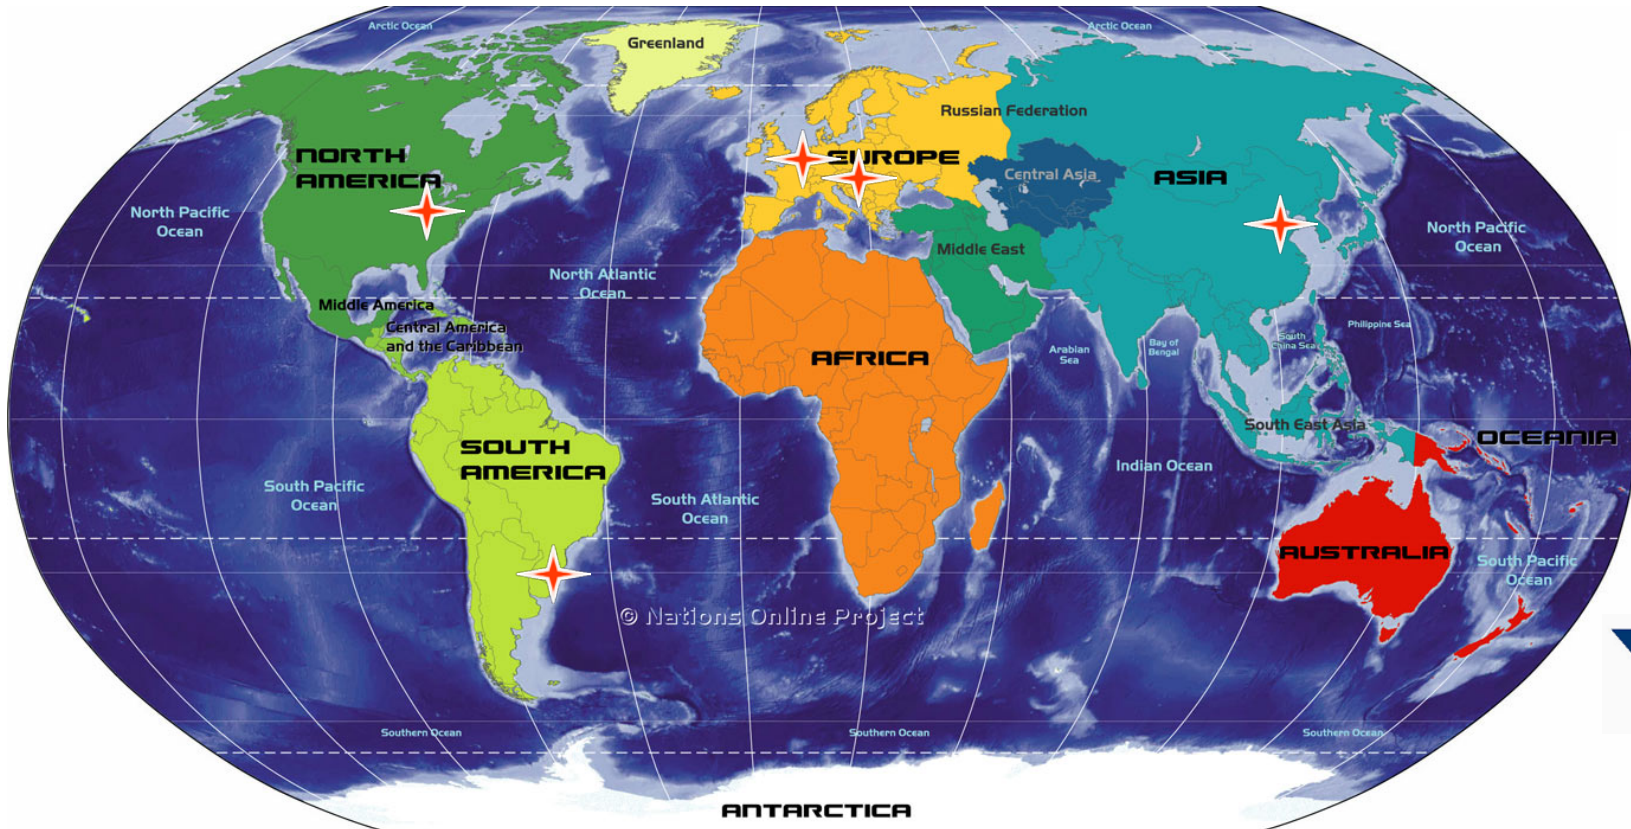 Arctic Ocean
Arctic Ocean
Greenland
Russian Federation
NORTH
AMERICA
EUROPE
Central Asia
ASIA
North Pacific
Ocean
North Pacific
Ocean
Middle East
North Atlantic
Ocean
Middle America
Central America
and the Caribbean
Philippine Sea
South
China Sea
Bay of
Bengal
Arabian
Sea
AFRICA
South East Asia
OCEANIA
SOUTH
AMERICA
Indian Ocean
South Pacific
Ocean
South Atlantic
Ocean
AUSTRALIA
South Pacific
Ocean
© Nations Online Project
Southern Ocean
Southern Ocean
Southern Ocean
ANTARCTICA